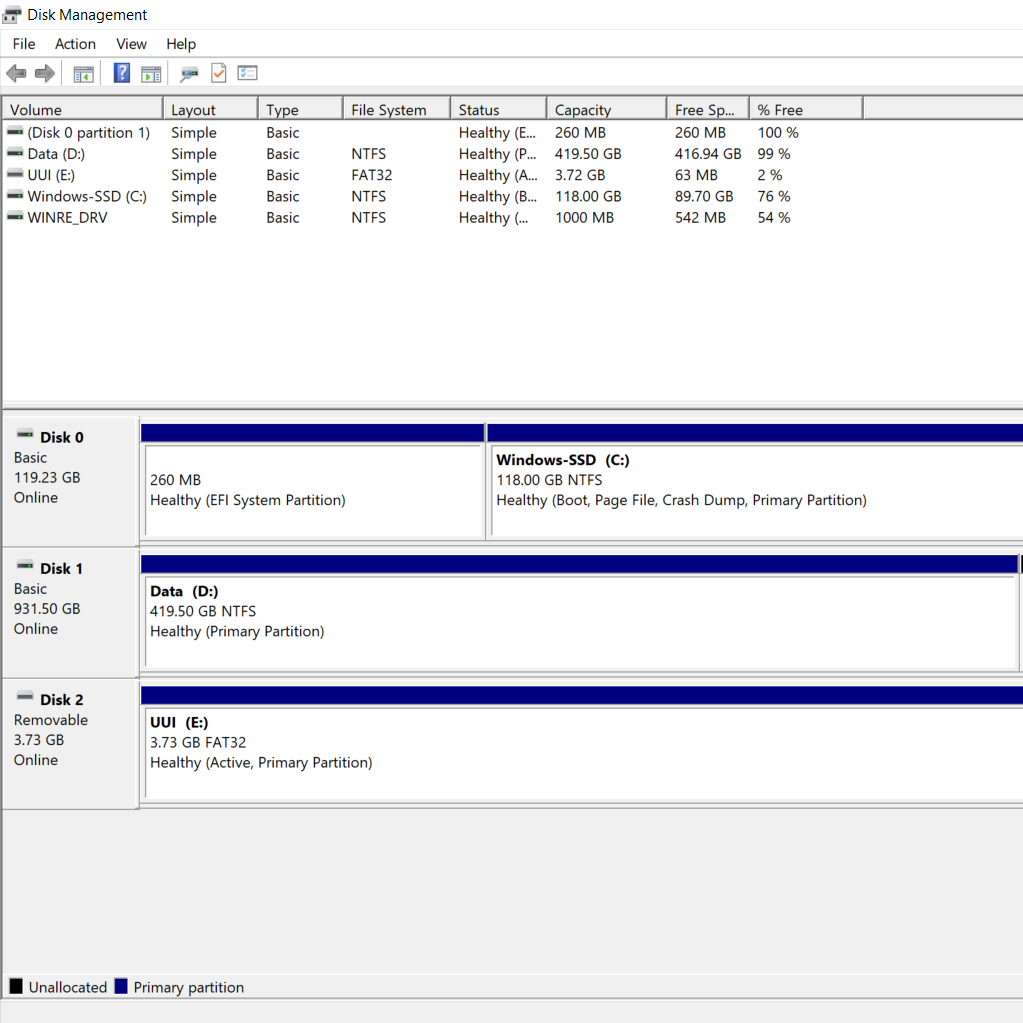 Disk Management
File Action View Help
Volume Layout Type File System Status Capacity Free Sp... % Free
(Disk 0 partition 1) Simple Basic Healthy (E... 260 MB 260 MB 100 %
Data (D:) Simple Basic NTFS Healthy (P... 419.50 GB 416.94 GB 99 %
UUI (E:) Simple Basic FAT32 Healthy (A... 3.72 GB 63 MB 2 %
Windows-SSD (C:) Simple Basic NTFS Healthy (B... 118.00 GB 89.70 GB 76 %
WINRE_DRV Simple Basic NTFS Healthy (... 1000 MB 542 MB 54 %
Disk 0
Basic
119.23 GB
Online
260 MB
Healthy (EFI System Partition)
Windows-SSD (C:)
118.00 GB NTFS
Healthy (Boot, Page File, Crash Dump, Primary Partition)
Disk 1
Basic
931.50 GB
Online
Data (D:)
419.50 GB NTFS
Healthy (Primary Partition)
Disk 2
Removable
3.73 GB
Online
UUI (E:)
3.73 GB FAT32
Healthy (Active, Primary Partition)
Unallocated Primary partition